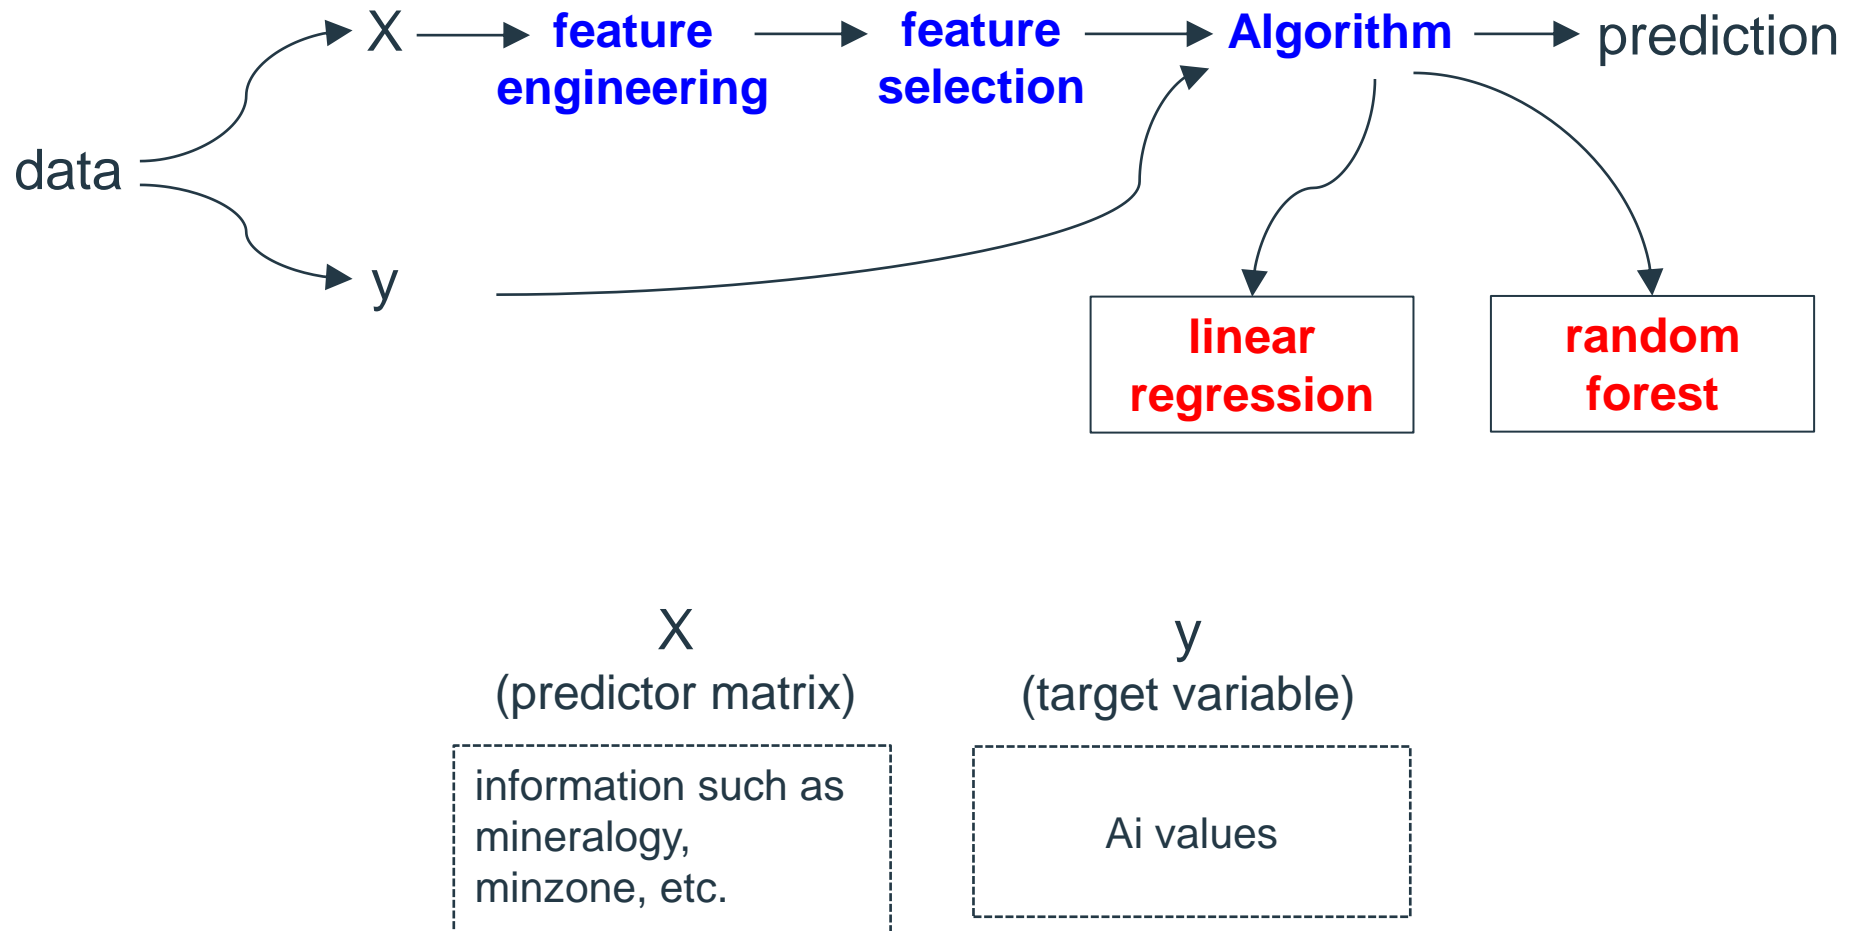 X
feature
engineering
feature
selection
Algorithm
prediction
data
y
linear
regression
random
forest
X
(predictor matrix)
y
(target variable)
information such as
mineralogy,
minzone, etc.
Ai values